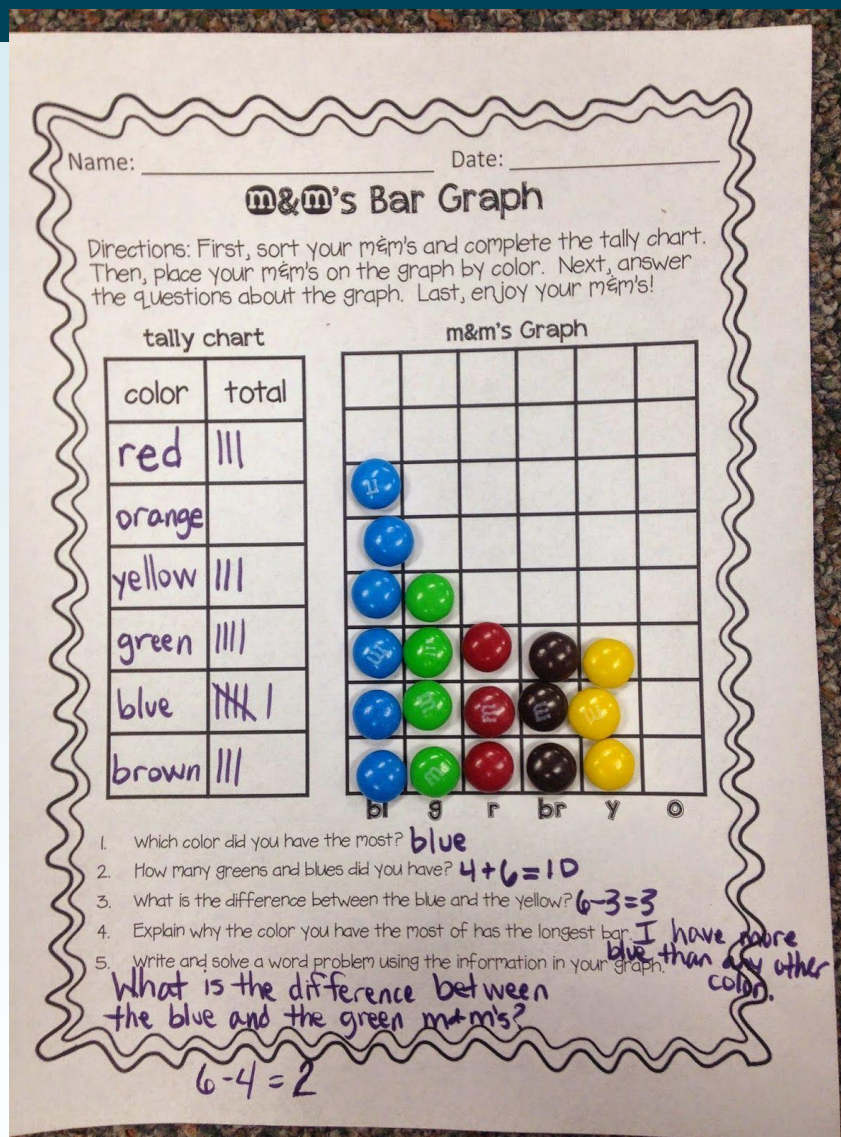 Name: Date:
m&m's Bar Graph
Directions: First, sort your m&m's and complete the tally chart.
Then, place your m&m's on the graph by color. Next, answer
the questions about the graph. Last, enjoy your m&m's!
tally chart
color total
red |||
orange
yellow |||
green ||||
blue 卌 |
brown |||
m&m's Graph
bl g r br y o
1. Which color did you have the most? blue
2. How many greens and blues did you have? 4+6=10
3. What is the difference between the blue and the yellow? 6-3=3
4. Explain why the color you have the most of has the longest bar. I have more
blue than any other
color.
5. Write and solve a word problem using the information in your graph.
What is the difference between
the blue and the green m+m's?
6-4=2